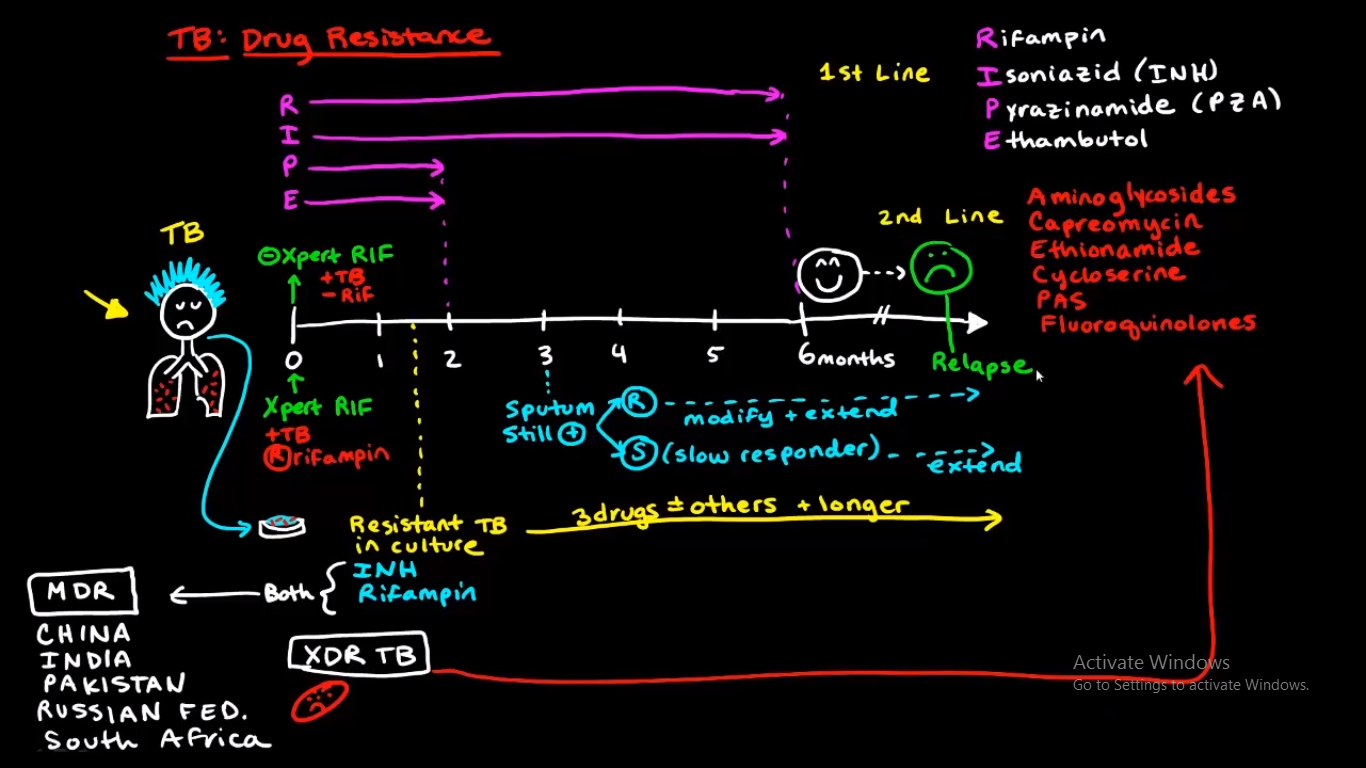 TB: Drug Resistance
1st Line
Rifampin
Isoniazid (INH)
Pyrazinamide (PZA)
Ethambutol
R
I
P
E
2nd Line
Aminoglycosides
Capreomycin
Ethionamide
Cycloserine
PAS
Fluoroquinolones
TB
⊖Xpert RIF
+TB
- RiF
0 1 2 3 4 5 6months
Relapse
Xpert RIF
+TB
Ⓡrifampin
Sputum
Still ⊕
Ⓡ modify + extend
Ⓢ (slow responder) extend
Resistant TB
in culture
3drugs ± others + longer
INH
Rifampin
Both
MDR
CHINA
INDIA
PAKISTAN
RUSSIAN FED.
South Africa
XDR TB
Activate Windows
Go to Settings to activate Windows.